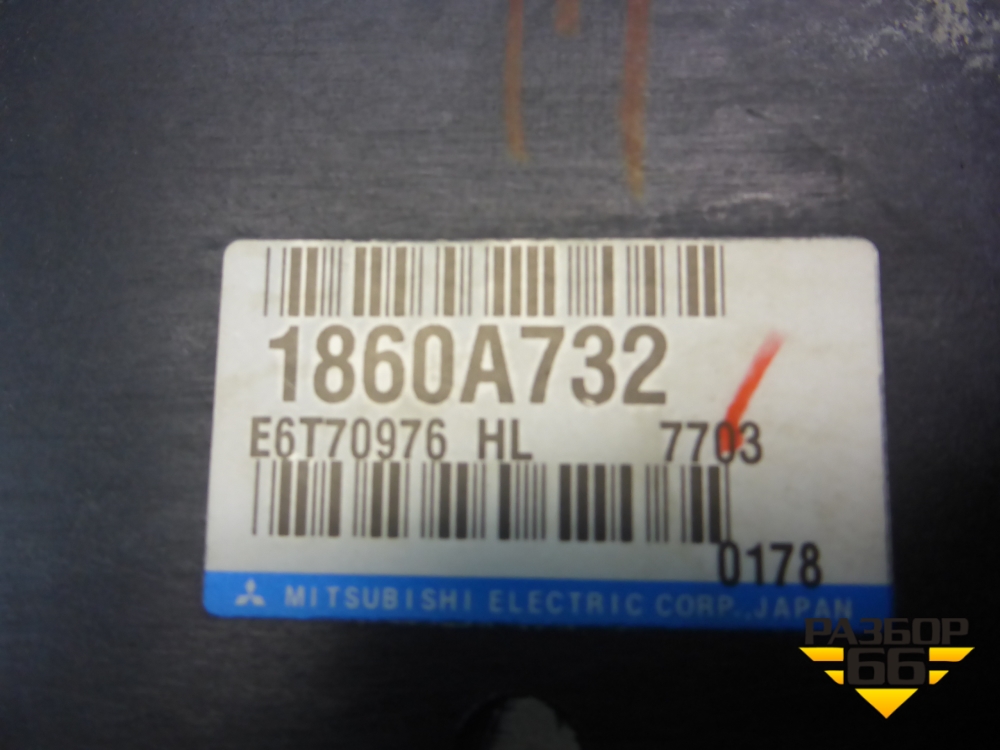 1860A732
E6T70976 HL 7703
0178
MITSUBISHI ELECTRIC CORP., JAPAN
РАЗБОР
66